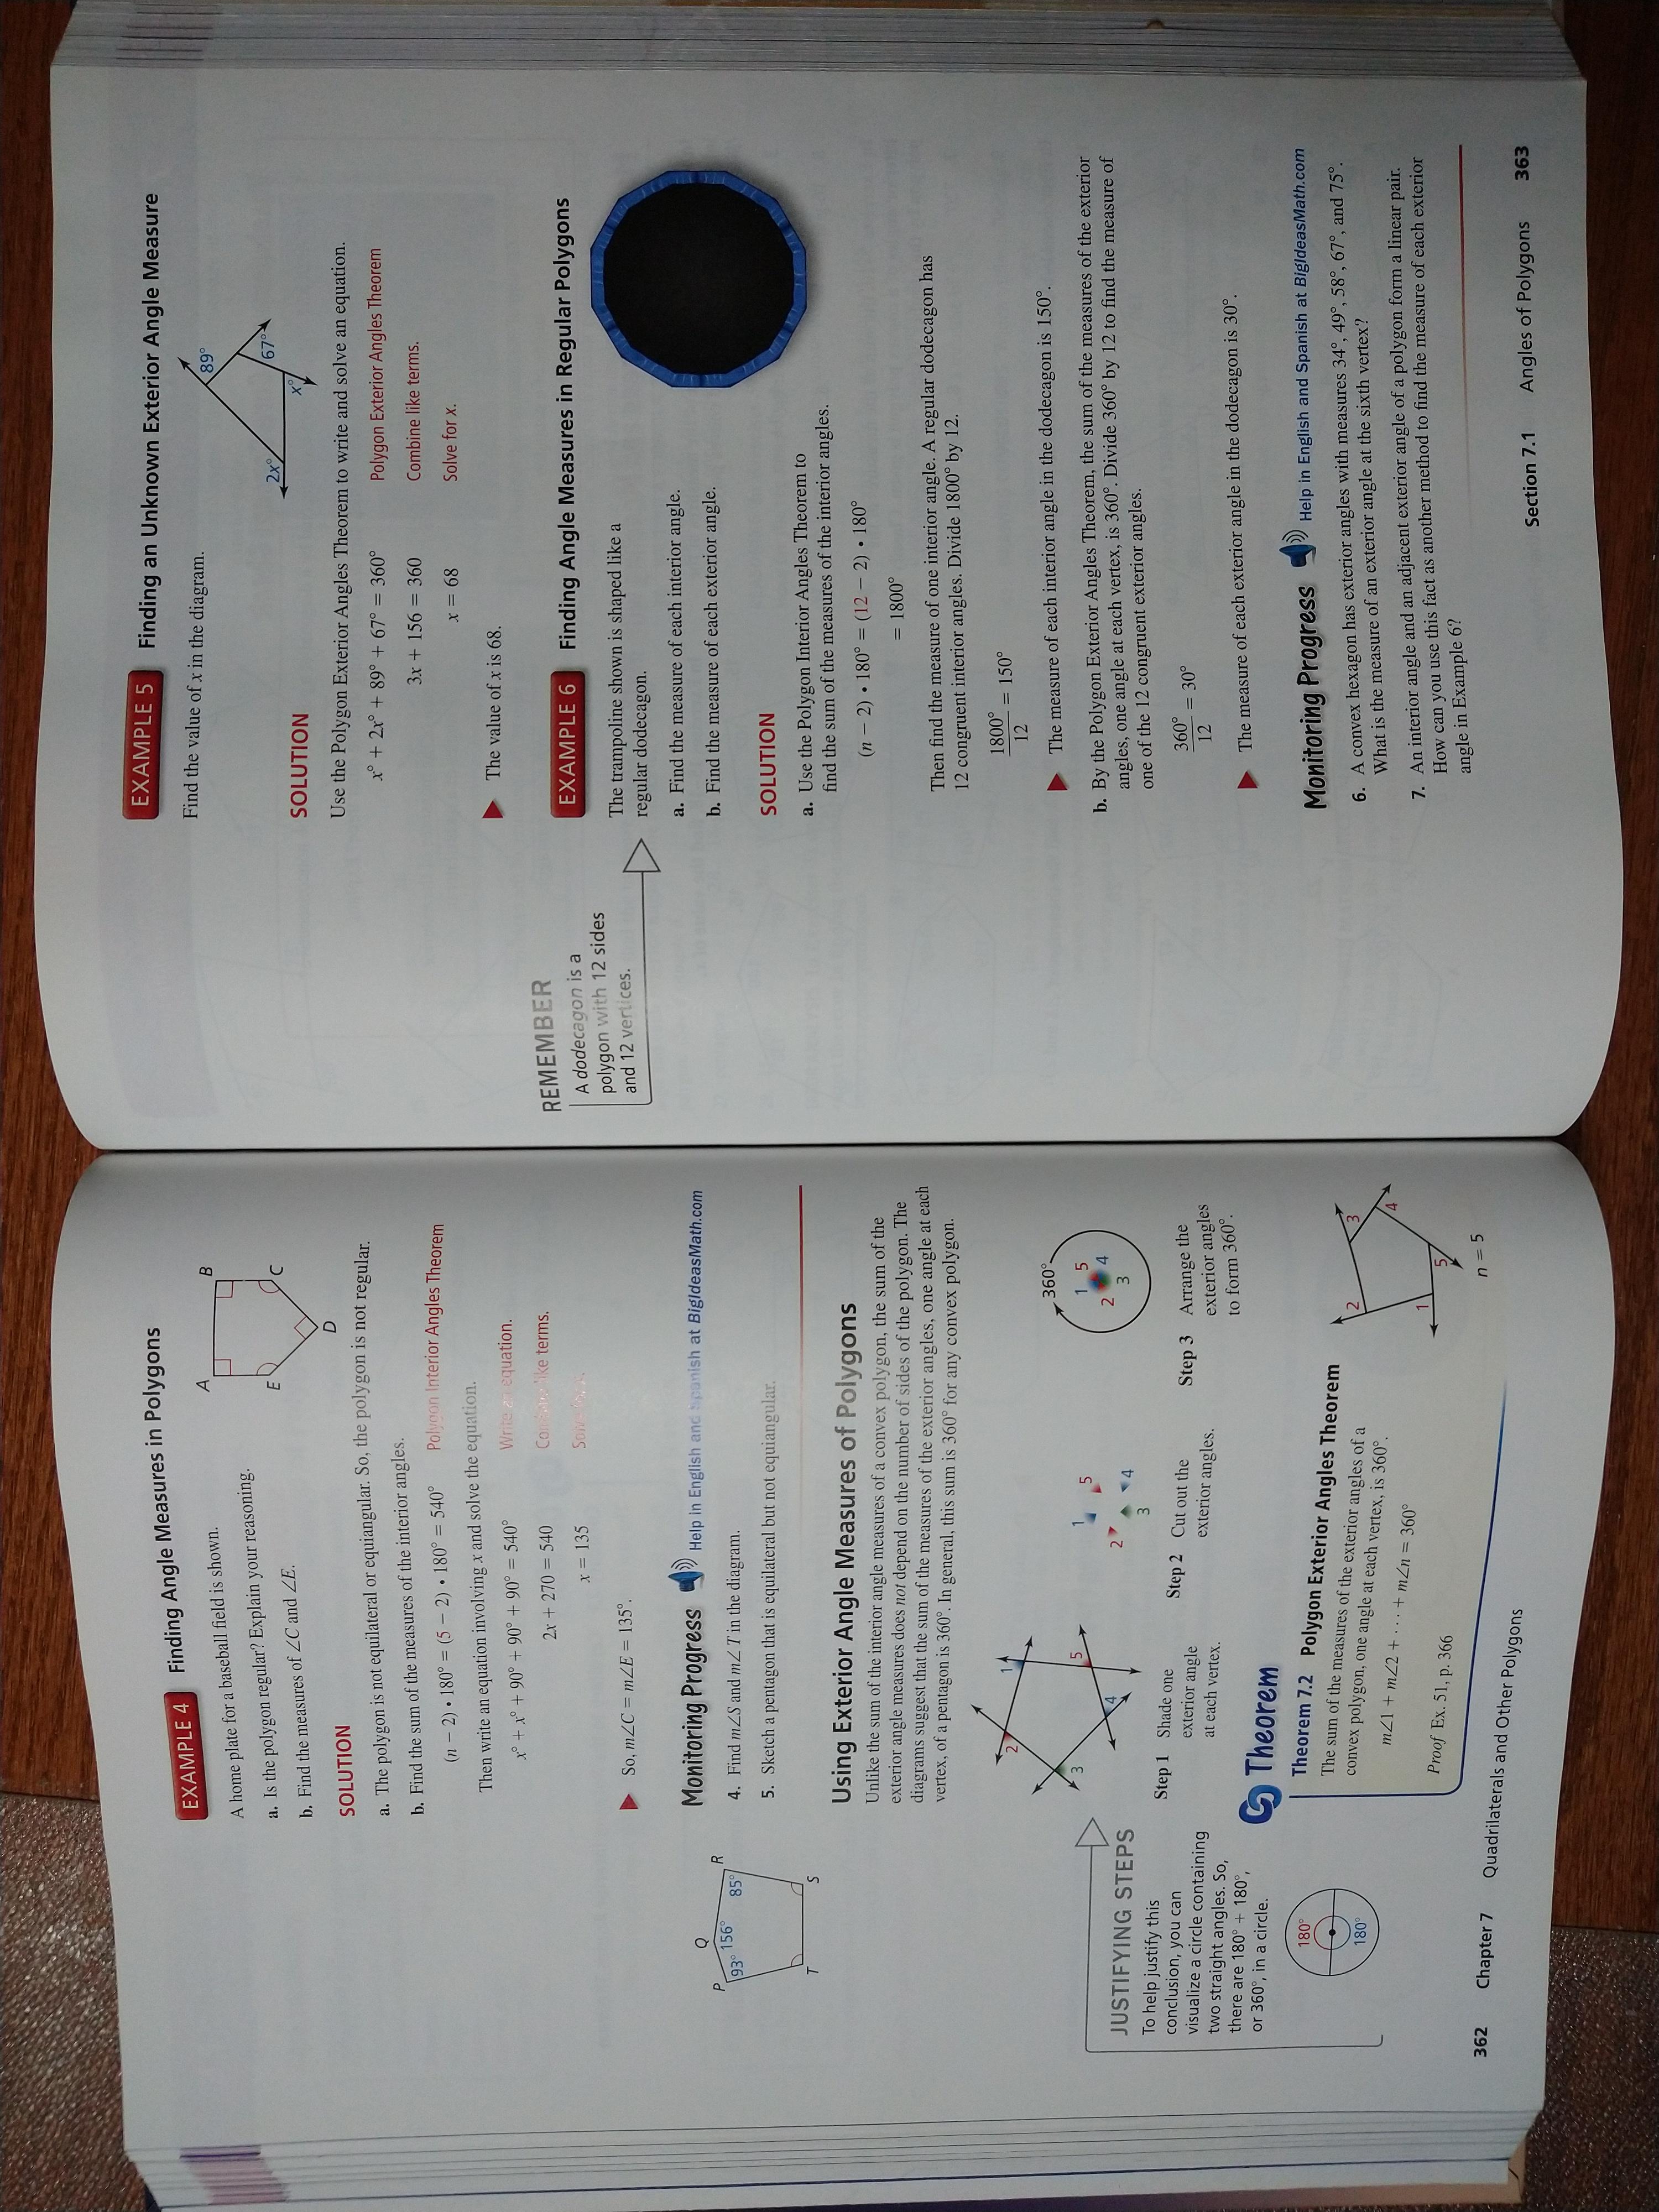 EXAMPLE 4 Finding Angle Measures in Polygons
A home plate for a baseball field is shown.
a. Is the polygon regular? Explain your reasoning.
b. Find the measures of ∠C and ∠E.
A
B
E
C
D
SOLUTION
a. The polygon is not equilateral or equiangular. So, the polygon is not regular.
b. Find the sum of the measures of the interior angles.
(n − 2) • 180° = (5 − 2) • 180° = 540° Polygon Interior Angles Theorem
Then write an equation involving x and solve the equation.
x° + x° + 90° + 90° + 90° = 540° Write an equation.
2x + 270 = 540 Combine like terms.
x = 135 Solve for x.
So, m∠C = m∠E = 135°.
Monitoring Progress Help in English and Spanish at BigIdeasMath.com
4. Find m∠S and m∠T in the diagram.
5. Sketch a pentagon that is equilateral but not equiangular.
P
Q
R
93°
156°
85°
T
S
Using Exterior Angle Measures of Polygons
Unlike the sum of the interior angle measures of a convex polygon, the sum of the
exterior angle measures does not depend on the number of sides of the polygon. The
diagrams suggest that the sum of the measures of the exterior angles, one angle at each
vertex, of a pentagon is 360°. In general, this sum is 360° for any convex polygon.
2
1
3
5
4
1
5
2
4
3
360°
1 5
2 4
3
Step 1 Shade one
exterior angle
at each vertex.
Step 2 Cut out the
exterior angles.
Step 3 Arrange the
exterior angles
to form 360°.
JUSTIFYING STEPS
To help justify this
conclusion, you can
visualize a circle containing
two straight angles. So,
there are 180° + 180°,
or 360°, in a circle.
180°
180°
Theorem
Theorem 7.2 Polygon Exterior Angles Theorem
The sum of the measures of the exterior angles of a
convex polygon, one angle at each vertex, is 360°.
m∠1 + m∠2 + · · · + m∠n = 360°
Proof Ex. 51, p. 366
2
3
4
1
5
n = 5
362 Chapter 7 Quadrilaterals and Other Polygons
EXAMPLE 5 Finding an Unknown Exterior Angle Measure
Find the value of x in the diagram.
89°
67°
2x°
x°
SOLUTION
Use the Polygon Exterior Angles Theorem to write and solve an equation.
x° + 2x° + 89° + 67° = 360° Polygon Exterior Angles Theorem
3x + 156 = 360 Combine like terms.
x = 68 Solve for x.
The value of x is 68.
REMEMBER
A dodecagon is a
polygon with 12 sides
and 12 vertices.
EXAMPLE 6 Finding Angle Measures in Regular Polygons
The trampoline shown is shaped like a
regular dodecagon.
a. Find the measure of each interior angle.
b. Find the measure of each exterior angle.
SOLUTION
a. Use the Polygon Interior Angles Theorem to
find the sum of the measures of the interior angles.
(n − 2) • 180° = (12 − 2) • 180°
= 1800°
Then find the measure of one interior angle. A regular dodecagon has
12 congruent interior angles. Divide 1800° by 12.
1800°
12
= 150°
The measure of each interior angle in the dodecagon is 150°.
b. By the Polygon Exterior Angles Theorem, the sum of the measures of the exterior
angles, one angle at each vertex, is 360°. Divide 360° by 12 to find the measure of
one of the 12 congruent exterior angles.
360°
12
= 30°
The measure of each exterior angle in the dodecagon is 30°.
Monitoring Progress Help in English and Spanish at BigIdeasMath.com
6. A convex hexagon has exterior angles with measures 34°, 49°, 58°, 67°, and 75°.
What is the measure of an exterior angle at the sixth vertex?
7. An interior angle and an adjacent exterior angle of a polygon form a linear pair.
How can you use this fact as another method to find the measure of each exterior
angle in Example 6?
Section 7.1 Angles of Polygons 363